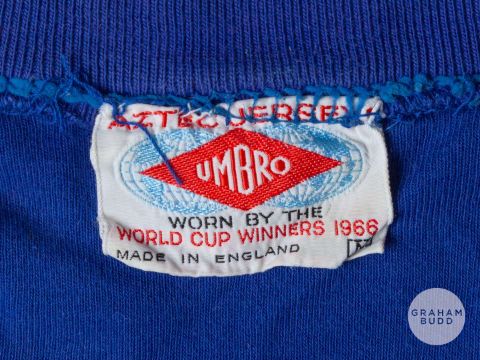 AZTEC JERSEY
UMBRO
WORN BY THE
WORLD CUP WINNERS 1966
MADE IN ENGLAND
GRAHAM
BUDD